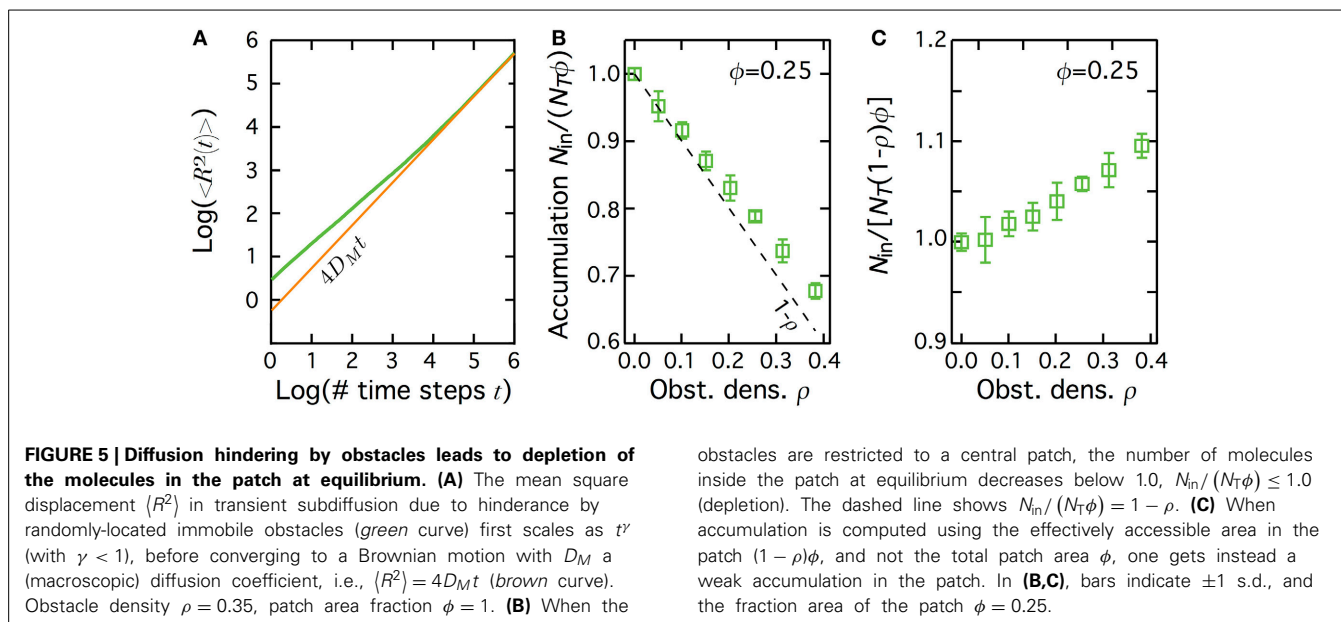 A
6
5
4
3
2
1
0
Log(<R²(t)>)
4D_M t
0 1 2 3 4 5 6
Log(# time steps t)
B
ϕ=0.25
1.0
0.9
0.8
0.7
0.6
Accumulation N_in/(N_Tϕ)
1-ρ
0.0 0.1 0.2 0.3 0.4
Obst. dens. ρ
C
ϕ=0.25
1.2
1.1
1.0
0.9
N_in/[N_T(1-ρ)ϕ]
0.0 0.1 0.2 0.3 0.4
Obst. dens. ρ
FIGURE 5 | Diffusion hindering by obstacles leads to depletion of
the molecules in the patch at equilibrium. (A) The mean square
displacement ⟨R²⟩ in transient subdiffusion due to hinderance by
randomly-located immobile obstacles (green curve) first scales as t^γ
(with γ < 1), before converging to a Brownian motion with D_M a
(macroscopic) diffusion coefficient, i.e., ⟨R²⟩ = 4D_M t (brown curve).
Obstacle density ρ = 0.35, patch area fraction ϕ = 1. (B) When the
obstacles are restricted to a central patch, the number of molecules
inside the patch at equilibrium decreases below 1.0, N_in/(N_Tϕ) ≤ 1.0
(depletion). The dashed line shows N_in/(N_Tϕ) = 1 − ρ. (C) When
accumulation is computed using the effectively accessible area in the
patch (1 − ρ)ϕ, and not the total patch area ϕ, one gets instead a
weak accumulation in the patch. In (B,C), bars indicate ±1 s.d., and
the fraction area of the patch ϕ = 0.25.